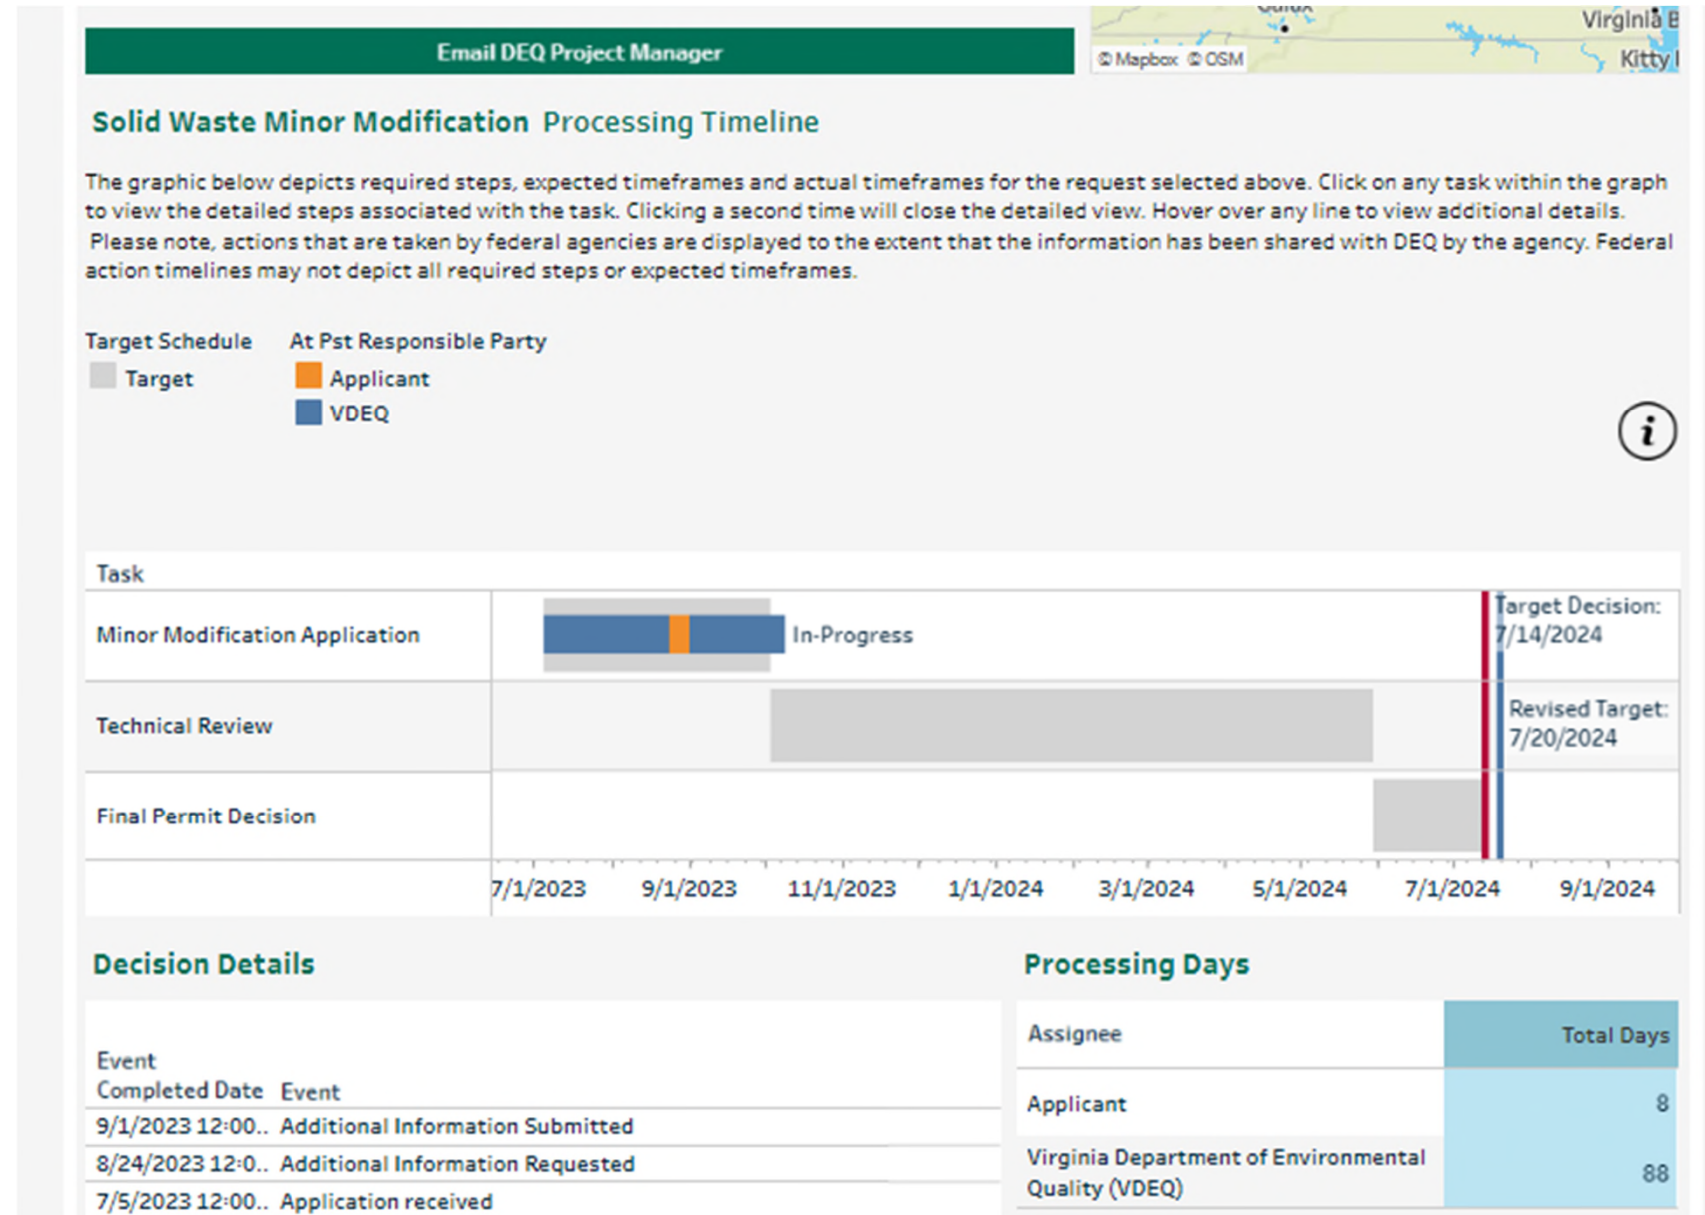 Email DEQ Project Manager
Virginia B
© Mapbox © OSM
Kitty
Solid Waste Minor Modification Processing Timeline
The graphic below depicts required steps, expected timeframes and actual timeframes for the request selected above. Click on any task within the graph
to view the detailed steps associated with the task. Clicking a second time will close the detailed view. Hover over any line to view additional details.
Please note, actions that are taken by federal agencies are displayed to the extent that the information has been shared with DEQ by the agency. Federal
action timelines may not depict all required steps or expected timeframes.
Target Schedule
Target
At Pst Responsible Party
Applicant
VDEQ
i
Task
Minor Modification Application
In-Progress
Target Decision:
7/14/2024
Technical Review
Revised Target:
7/20/2024
Final Permit Decision
7/1/2023 9/1/2023 11/1/2023 1/1/2024 3/1/2024 5/1/2024 7/1/2024 9/1/2024
Decision Details
Event
Completed Date Event
9/1/2023 12:00.. Additional Information Submitted
8/24/2023 12:0.. Additional Information Requested
7/5/2023 12:00.. Application received
Processing Days
Assignee Total Days
Applicant 8
Virginia Department of Environmental
Quality (VDEQ) 88